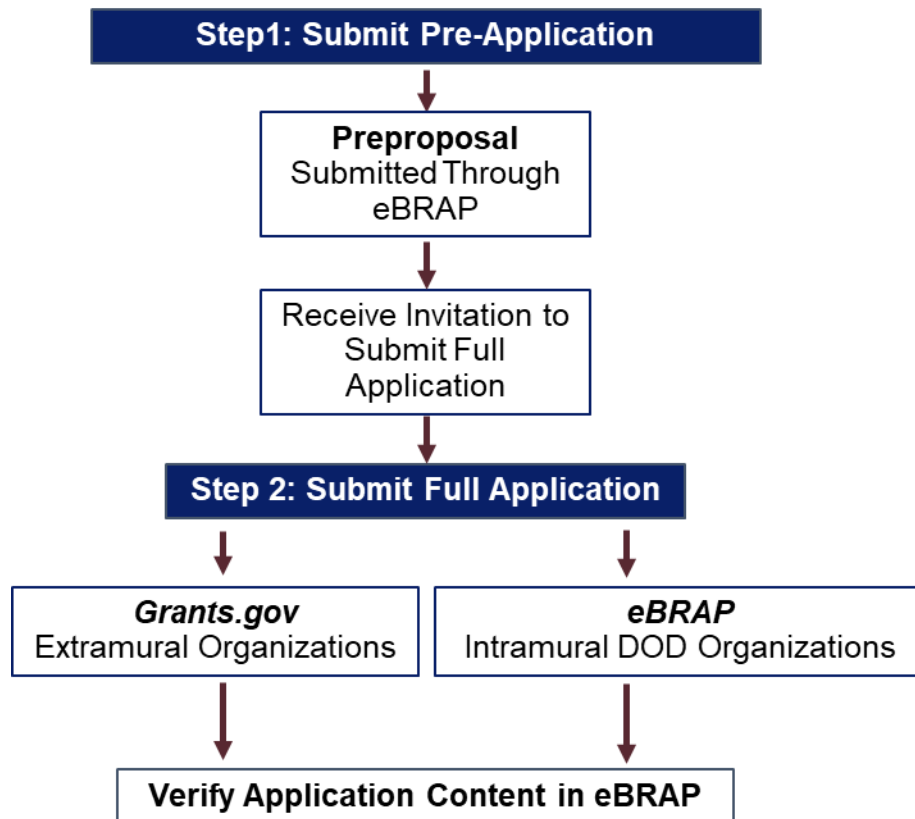 Step1: Submit Pre-Application
Preproposal
Submitted Through
eBRAP
Receive Invitation to
Submit Full
Application
Step 2: Submit Full Application
Grants.gov
Extramural Organizations
eBRAP
Intramural DOD Organizations
Verify Application Content in eBRAP